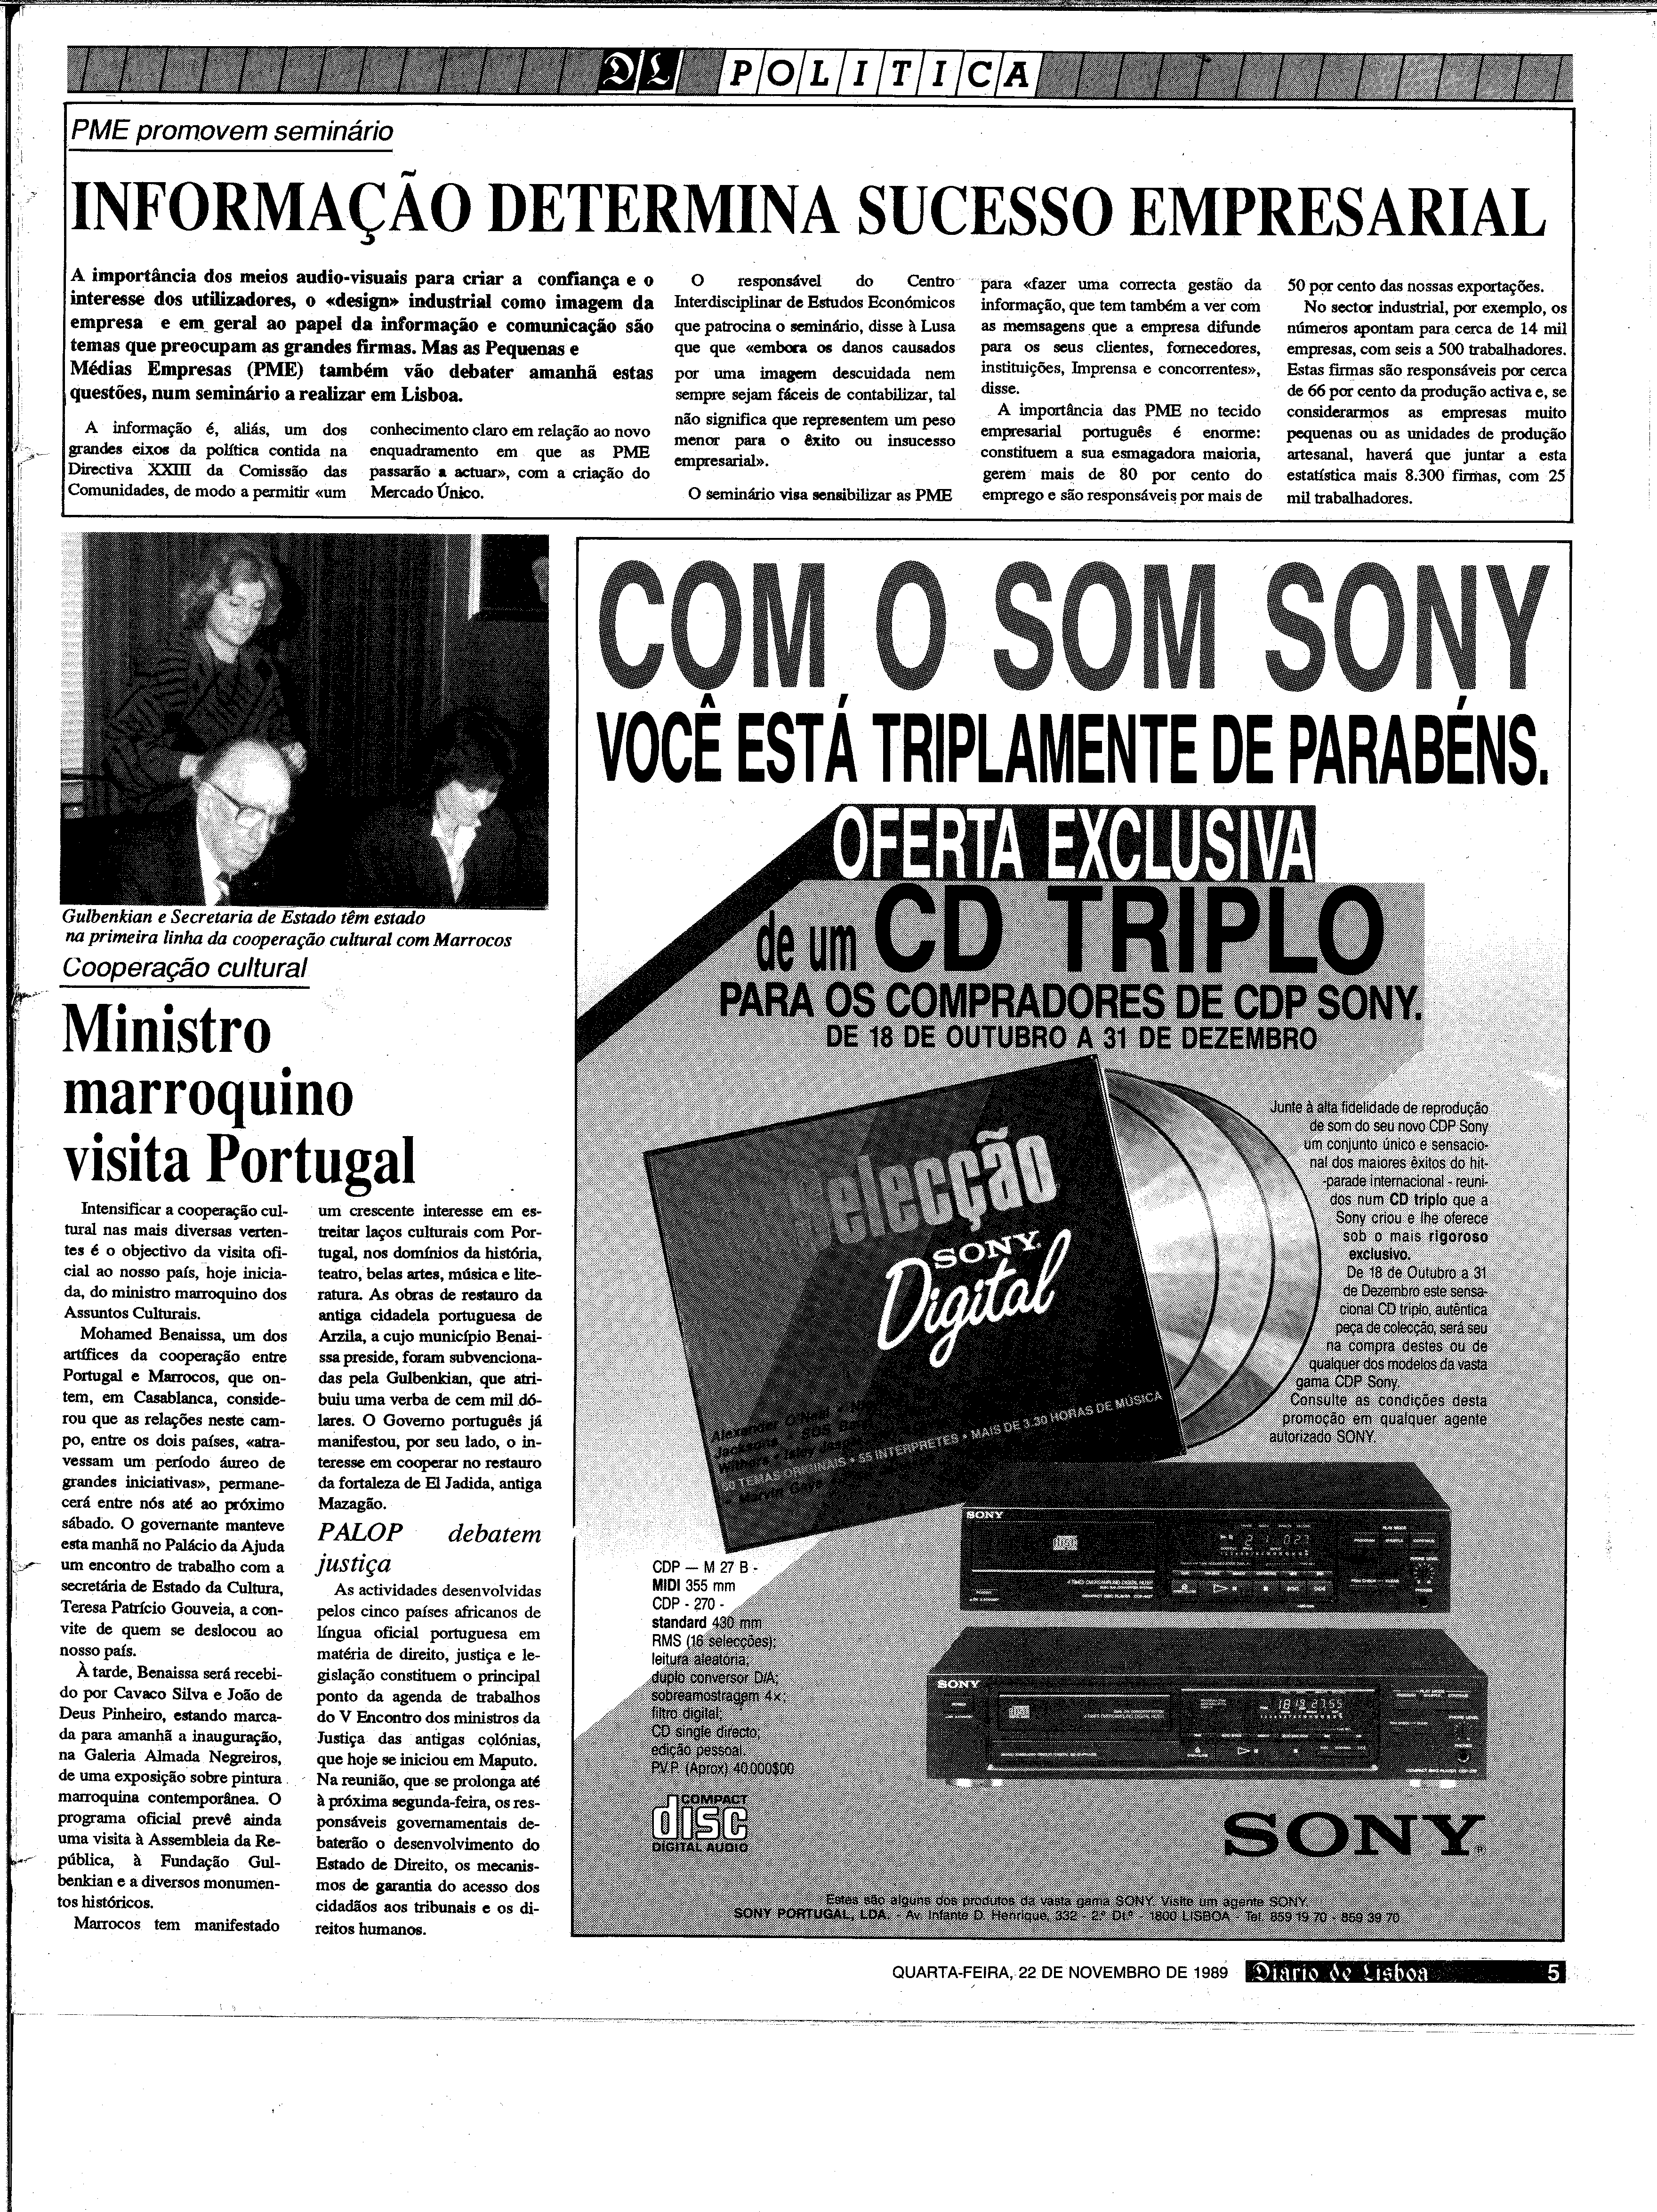 DL POLITICA
PME promovem seminário
INFORMAÇÃO DETERMINA SUCESSO EMPRESARIAL
A importância dos meios audio-visuais para criar a confiança e o
interesse dos utilizadores, o «design» industrial como imagem da
empresa e em geral ao papel da informação e comunicação são
temas que preocupam as grandes firmas. Mas as Pequenas e
Médias Empresas (PME) também vão debater amanhã estas
questões, num seminário a realizar em Lisboa.
A informação é, aliás, um dos
grandes eixos da política contida na
Directiva XXIII da Comissão das
Comunidades, de modo a permitir «um
conhecimento claro em relação ao novo
enquadramento em que as PME
passarão a actuar», com a criação do
Mercado Único.
O responsável do Centro
Interdisciplinar de Estudos Económicos
que patrocina o seminário, disse à Lusa
que que «embora os danos causados
por uma imagem descuidada nem
sempre sejam fáceis de contabilizar, tal
não significa que representem um peso
menor para o êxito ou insucesso
empresarial».
O seminário visa sensibilizar as PME
para «fazer uma correcta gestão da
informação, que tem também a ver com
as memsagens que a empresa difunde
para os seus clientes, fornecedores,
instituições, Imprensa e concorrentes»,
disse.
A importância das PME no tecido
empresarial português é enorme:
constituem a sua esmagadora maioria,
gerem mais de 80 por cento do
emprego e são responsáveis por mais de
50 por cento das nossas exportações.
No sector industrial, por exemplo, os
números apontam para cerca de 14 mil
empresas, com seis a 500 trabalhadores.
Estas firmas são responsáveis por cerca
de 66 por cento da produção activa e, se
considerarmos as empresas muito
pequenas ou as unidades de produção
artesanal, haverá que juntar a esta
estatística mais 8.300 firmas, com 25
mil trabalhadores.
Gulbenkian e Secretaria de Estado têm estado
na primeira linha da cooperação cultural com Marrocos
Cooperação cultural
Ministro
marroquino
visita Portugal
Intensificar a cooperação cul-
tural nas mais diversas verten-
tes é o objectivo da visita ofi-
cial ao nosso país, hoje inicia-
da, do ministro marroquino dos
Assuntos Culturais.
Mohamed Benaissa, um dos
artífices da cooperação entre
Portugal e Marrocos, que on-
tem, em Casablanca, conside-
rou que as relações neste cam-
po, entre os dois países, «atra-
vessam um período áureo de
grandes iniciativas», permane-
cerá entre nós até ao próximo
sábado. O governante manteve
esta manhã no Palácio da Ajuda
um encontro de trabalho com a
secretária de Estado da Cultura,
Teresa Patrício Gouveia, a con-
vite de quem se deslocou ao
nosso país.
À tarde, Benaissa será recebi-
do por Cavaco Silva e João de
Deus Pinheiro, estando marca-
da para amanhã a inauguração,
na Galeria Almada Negreiros,
de uma exposição sobre pintura
marroquina contemporânea. O
programa oficial prevê ainda
uma visita à Assembleia da Re-
pública, à Fundação Gul-
benkian e a diversos monumen-
tos históricos.
Marrocos tem manifestado
um crescente interesse em es-
treitar laços culturais com Por-
tugal, nos domínios da história,
teatro, belas artes, música e lite-
ratura. As obras de restauro da
antiga cidadela portuguesa de
Arzila, a cujo município Benai-
ssa preside, foram subvenciona-
das pela Gulbenkian, que atri-
buiu uma verba de cem mil dó-
lares. O Governo português já
manifestou, por seu lado, o in-
teresse em cooperar no restauro
da fortaleza de El Jadida, antiga
Mazagão.
PALOP debatem
justiça
As actividades desenvolvidas
pelos cinco países africanos de
língua oficial portuguesa em
matéria de direito, justiça e le-
gislação constituem o principal
ponto da agenda de trabalhos
do V Encontro dos ministros da
Justiça das antigas colónias,
que hoje se iniciou em Maputo.
Na reunião, que se prolonga até
à próxima segunda-feira, os res-
ponsáveis governamentais de-
baterão o desenvolvimento do
Estado de Direito, os mecanis-
mos de garantia do acesso dos
cidadãos aos tribunais e os di-
reitos humanos.
COM O SOM SONY
VOCÊ ESTÁ TRIPLAMENTE DE PARABÉNS.
OFERTA EXCLUSIVA
de um CD TRIPLO
PARA OS COMPRADORES DE CDP SONY.
DE 18 DE OUTUBRO A 31 DE DEZEMBRO
Selecção
SONY
Digital
Alexander O'Neal
Jacksons • SOS
Withers • Isley
60 TEMAS ORIGINAIS • 55 INTERPRETES • MAIS DE 3.30 HORAS DE MÚSICA
• Marvin Gaye
Junte à alta fidelidade de reprodução
de som do seu novo CDP Sony
um conjunto único e sensacio-
nal dos maiores êxitos do hit-
-parade internacional - reuni-
dos num CD triplo que a
Sony criou e lhe oferece
sob o mais rigoroso
exclusivo.
De 18 de Outubro a 31
de Dezembro este sensa-
cional CD triplo, autêntica
peça de colecção, será seu
na compra destes ou de
qualquer dos modelos da vasta
gama CDP Sony.
Consulte as condições desta
promoção em qualquer agente
autorizado SONY.
SONY
SONY
CDP — M 27 B -
MIDI 355 mm
CDP - 270 -
standard 430 mm
RMS (16 selecções);
leitura aleatória;
duplo conversor D/A;
sobreamostragem 4×;
filtro digital;
CD single directo;
edição pessoal.
P.V.P. (Aprox) 40.000$00
COMPACT
disc
DIGITAL AUDIO
SONY
Estes são alguns dos produtos da vasta gama SONY. Visite um agente SONY.
SONY PORTUGAL, LDA. - Av. Infante D. Henrique, 332 - 2.º Dt.º - 1800 LISBOA - Tel. 859 19 70 - 859 39 70
QUARTA-FEIRA, 22 DE NOVEMBRO DE 1989 Diário de Lisboa 5